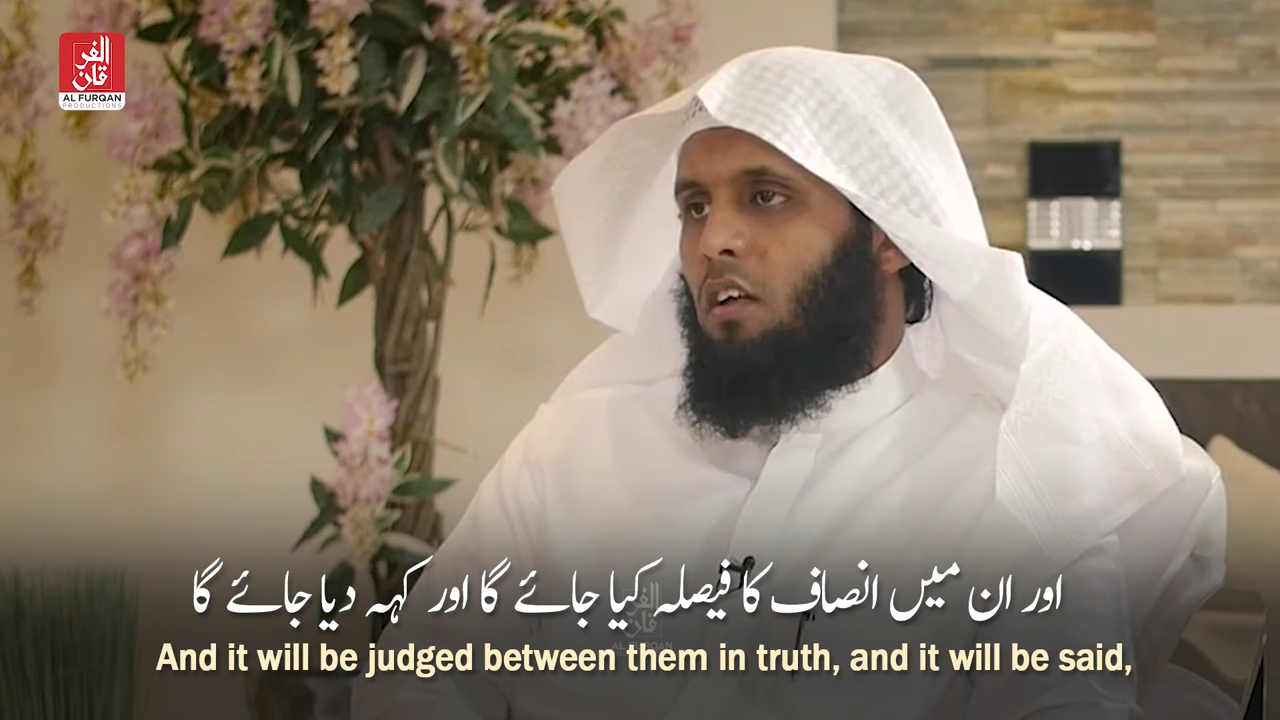 الفر
قان
AL FURQAN
PRODUCTIONS
اور ان میں انصاف کا فیصلہ کیا جائے گا اور کہہ دیا جائے گا
And it will be judged between them in truth, and it will be said,